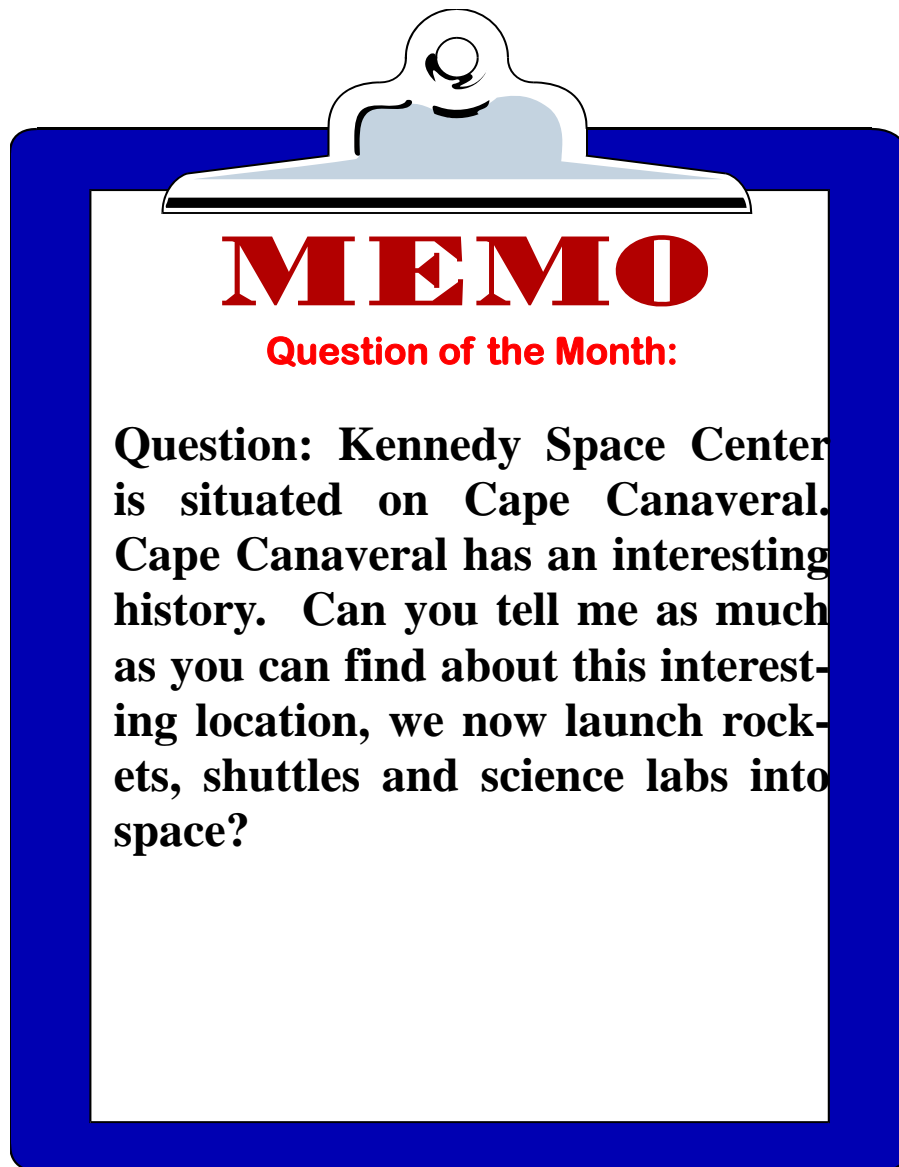 MEMO
Question of the Month:
Question: Kennedy Space Center
is situated on Cape Canaveral.
Cape Canaveral has an interesting
history. Can you tell me as much
as you can find about this interest-
ing location, we now launch rock-
ets, shuttles and science labs into
space?